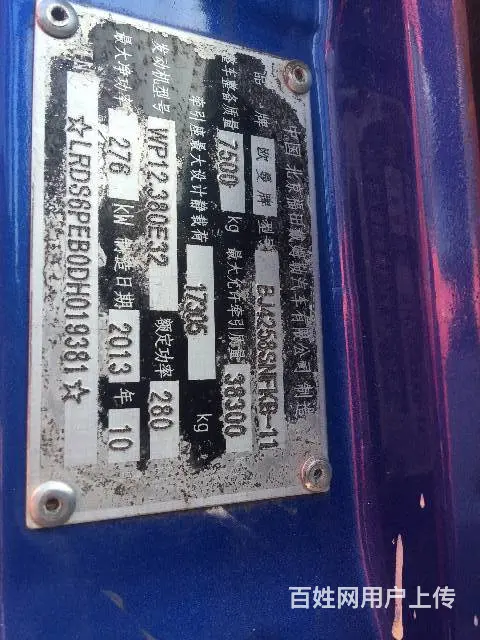 中国 北京福田戴姆勒汽车有限公司 制造
品 牌 欧曼牌 型号 BJ4253SNFKB-11
整车整备质量 7500 kg 最大允许牵引质量 38300
牵引座最大设计静载荷 17305 kg
发动机型号 WP12.380E32 额定功率 280
最大净功率 276 kW 制造日期 2013 年 10
☆LRDS6PEB0DH019381☆
百姓网用户上传